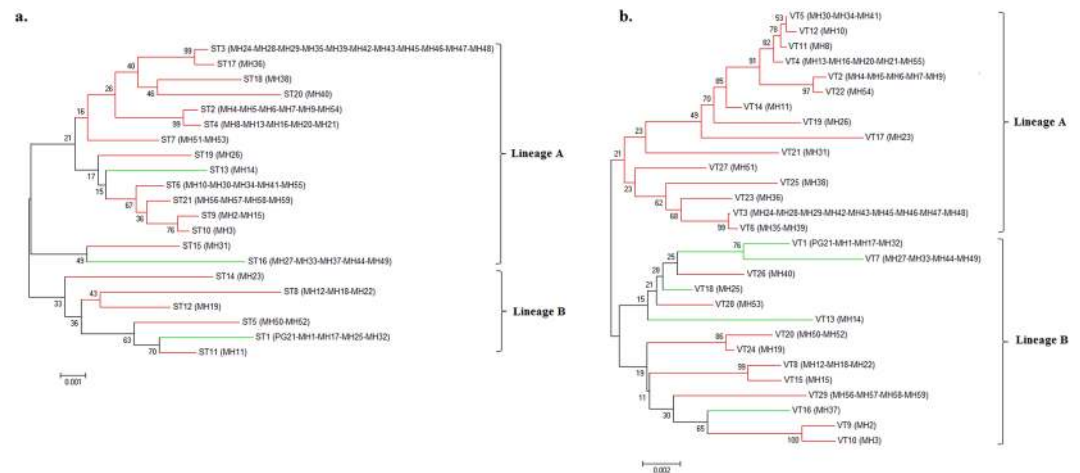 a.
99 ST3 (MH24-MH28-MH29-MH35-MH39-MH42-MH43-MH45-MH46-MH47-MH48)
40 ST17 (MH36)
26 ST18 (MH38)
46 ST20 (MH40)
16 ST2 (MH4-MH5-MH6-MH7-MH9-MH54)
99 ST4 (MH8-MH13-MH16-MH20-MH21)
21 ST7 (MH51-MH53)
ST19 (MH26)
17 ST13 (MH14)
15 ST6 (MH10-MH30-MH34-MH41-MH55)
67 ST21 (MH56-MH57-MH58-MH59)
36 ST9 (MH2-MH15)
76 ST10 (MH3)
ST15 (MH31)
49 ST16 (MH27-MH33-MH37-MH44-MH49)
Lineage A
ST14 (MH23)
33 43 ST8 (MH12-MH18-MH22)
ST12 (MH19)
36 ST5 (MH50-MH52)
63 ST1 (PG21-MH1-MH17-MH25-MH32)
70 ST11 (MH11)
Lineage B
0.001
b.
53 VT5 (MH30-MH34-MH41)
78 VT12 (MH10)
82 VT11 (MH8)
91 VT4 (MH13-MH16-MH20-MH21-MH55)
VT2 (MH4-MH5-MH6-MH7-MH9)
85 97 VT22 (MH54)
70 VT14 (MH11)
49 VT19 (MH26)
VT17 (MH23)
23 VT21 (MH31)
21 VT27 (MH51)
23 VT25 (MH38)
62 VT23 (MH36)
68 VT3 (MH24-MH28-MH29-MH42-MH43-MH45-MH46-MH47-MH48)
99 VT6 (MH35-MH39)
Lineage A
76 VT1 (PG21-MH1-MH17-MH32)
25 VT7 (MH27-MH33-MH44-MH49)
28 VT26 (MH40)
21 VT18 (MH25)
15 VT28 (MH53)
VT13 (MH14)
86 VT20 (MH50-MH52)
VT24 (MH19)
19 99 VT8 (MH12-MH18-MH22)
VT15 (MH15)
11 VT29 (MH56-MH57-MH58-MH59)
30 VT16 (MH37)
65 VT9 (MH2)
100 VT10 (MH3)
Lineage B
0.002